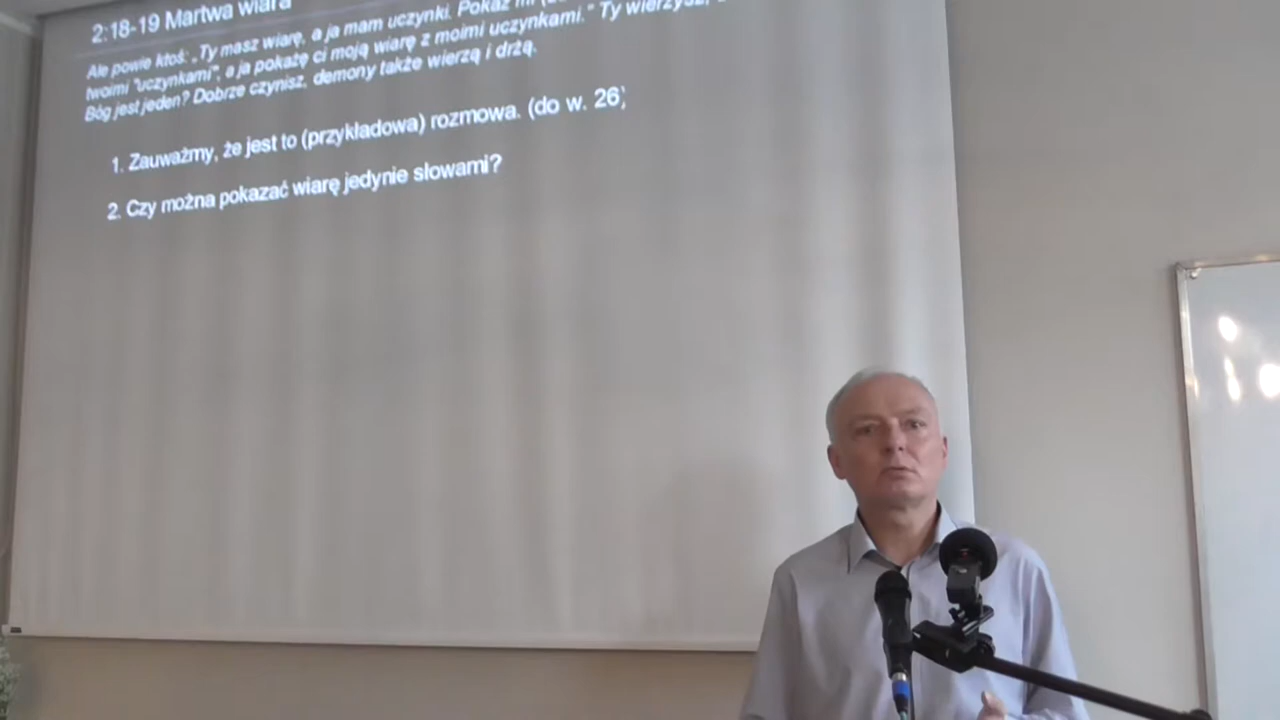 2:18-19 Martwa wiara
Ale powie ktoś: „Ty masz wiarę, a ja mam uczynki. Pokaż mi
twoimi "uczynkami", a ja pokażę ci moją wiarę z moimi uczynkami." Ty wierzysz,
Bóg jest jeden? Dobrze czynisz, demony także wierzą i drżą.
1. Zauważmy, że jest to (przykładowa) rozmowa. (do w. 26)
2. Czy można pokazać wiarę jedynie słowami?